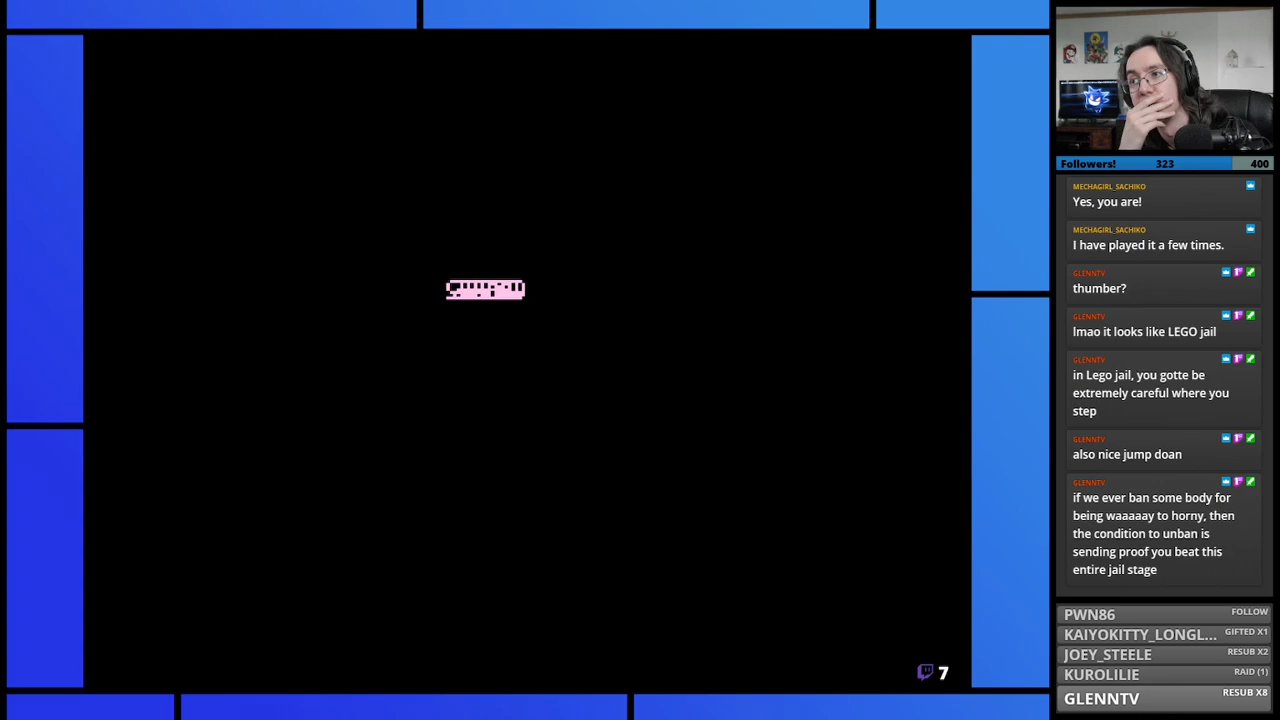 Followers! 323 400
MECHAGIRL_SACHIKO
Yes, you are!
MECHAGIRL_SACHIKO
I have played it a few times.
GLENNTV
thumber?
GLENNTV
lmao it looks like LEGO jail
GLENNTV
in Lego jail, you gotte be
extremely careful where you
step
GLENNTV
also nice jump doan
GLENNTV
if we ever ban some body for
being waaaaay to horny, then
the condition to unban is
sending proof you beat this
entire jail stage
PWN86 FOLLOW
KAIYOKITTY_LONGL... GIFTED X1
JOEY_STEELE RESUB X2
KUROLILIE RAID (1)
GLENNTV RESUB X8
7